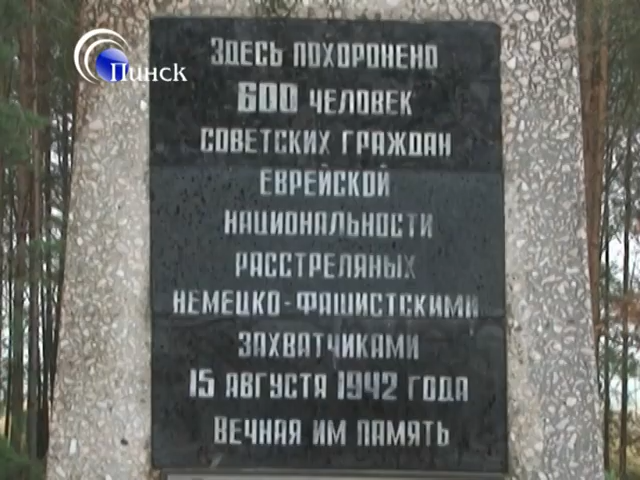 Пинск
ЗДЕСЬ ПОХОРОНЕНО
600 ЧЕЛОВЕК
СОВЕТСКИХ ГРАЖДАН
ЕВРЕЙСКОЙ
НАЦИОНАЛЬНОСТИ
РАССТРЕЛЯНЫХ
НЕМЕЦКО-ФАШИСТСКИМИ
ЗАХВАТЧИКАМИ
15 АВГУСТА 1942 ГОДА
ВЕЧНАЯ ИМ ПАМЯТЬ